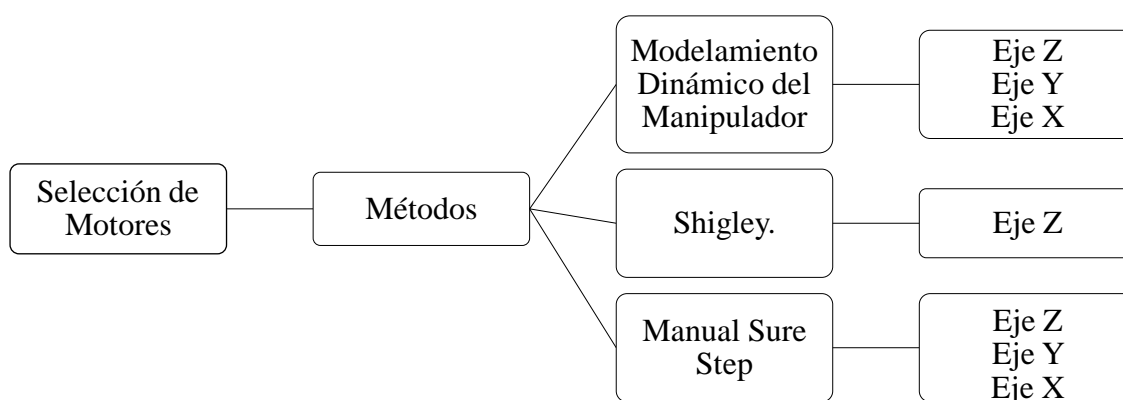 Selección de
Motores
Métodos
Modelamiento
Dinámico del
Manipulador
Eje Z
Eje Y
Eje X
Shigley.
Eje Z
Manual Sure
Step
Eje Z
Eje Y
Eje X